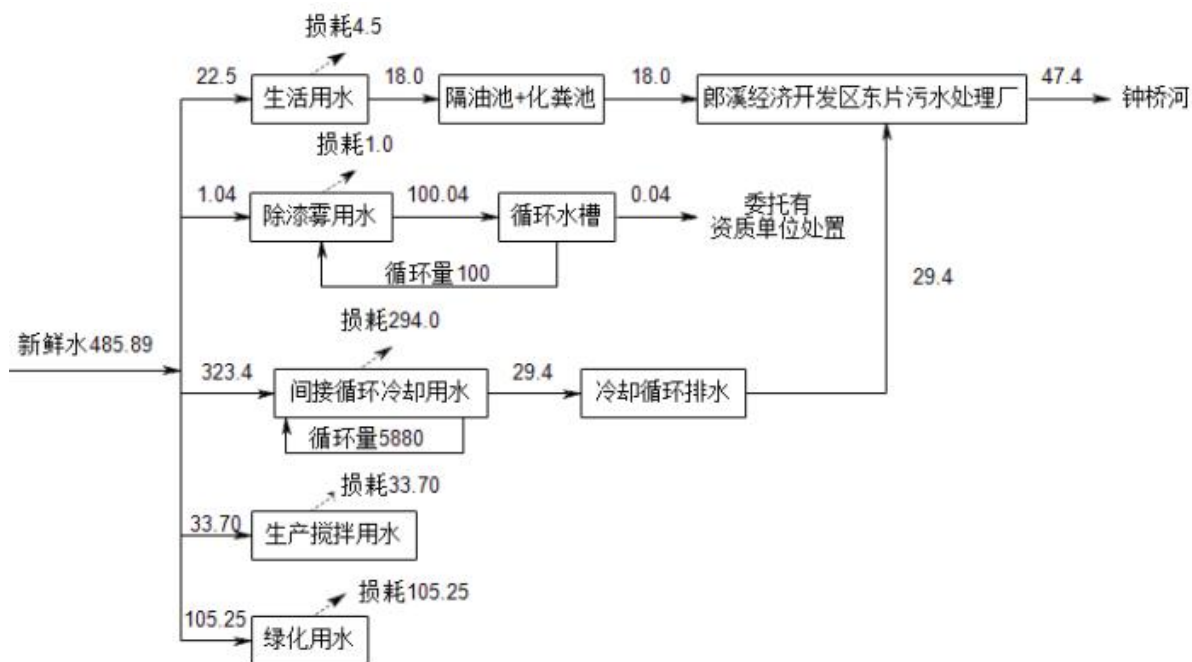 损耗4.5
22.5
生活用水
18.0
隔油池+化粪池
18.0
郎溪经济开发区东片污水处理厂
47.4
钟桥河
损耗1.0
1.04
除漆雾用水
100.04
循环水槽
0.04
委托有
资质单位处置
循环量100
29.4
新鲜水485.89
损耗294.0
323.4
间接循环冷却用水
29.4
冷却循环排水
循环量5880
损耗33.70
33.70
生产搅拌用水
损耗105.25
105.25
绿化用水